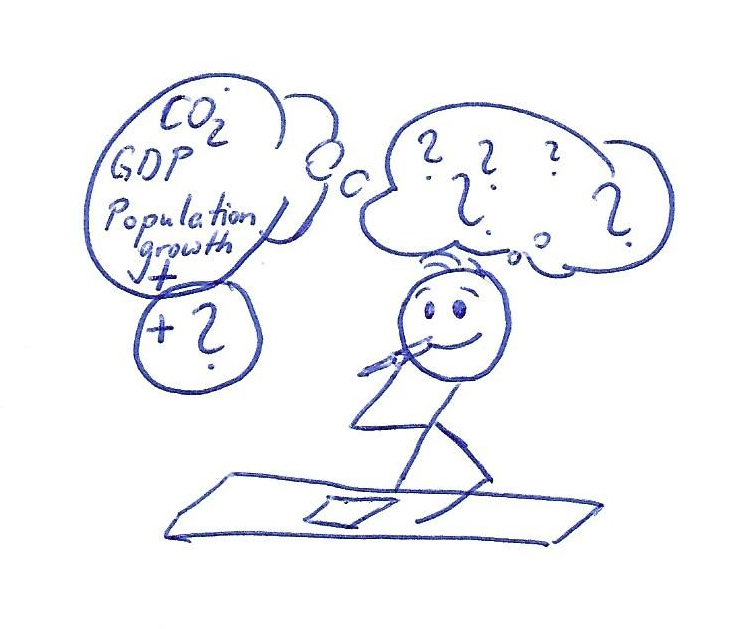 CO₂
GDP
Population
growth
+
+ ?
? ? ?
? ?